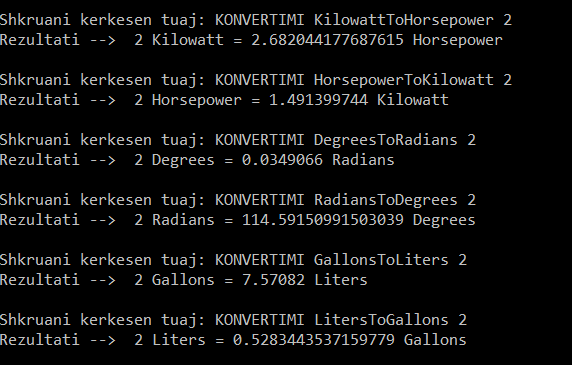 Shkruani kerkesen tuaj: KONVERTIMI KilowattToHorsepower 2
Rezultati -->  2 Kilowatt = 2.682044177687615 Horsepower
Shkruani kerkesen tuaj: KONVERTIMI HorsepowerToKilowatt 2
Rezultati -->  2 Horsepower = 1.491399744 Kilowatt
Shkruani kerkesen tuaj: KONVERTIMI DegreesToRadians 2
Rezultati -->  2 Degrees = 0.0349066 Radians
Shkruani kerkesen tuaj: KONVERTIMI RadiansToDegrees 2
Rezultati -->  2 Radians = 114.59150991503039 Degrees
Shkruani kerkesen tuaj: KONVERTIMI GallonsToLiters 2
Rezultati -->  2 Gallons = 7.57082 Liters
Shkruani kerkesen tuaj: KONVERTIMI LitersToGallons 2
Rezultati -->  2 Liters = 0.5283443537159779 Gallons